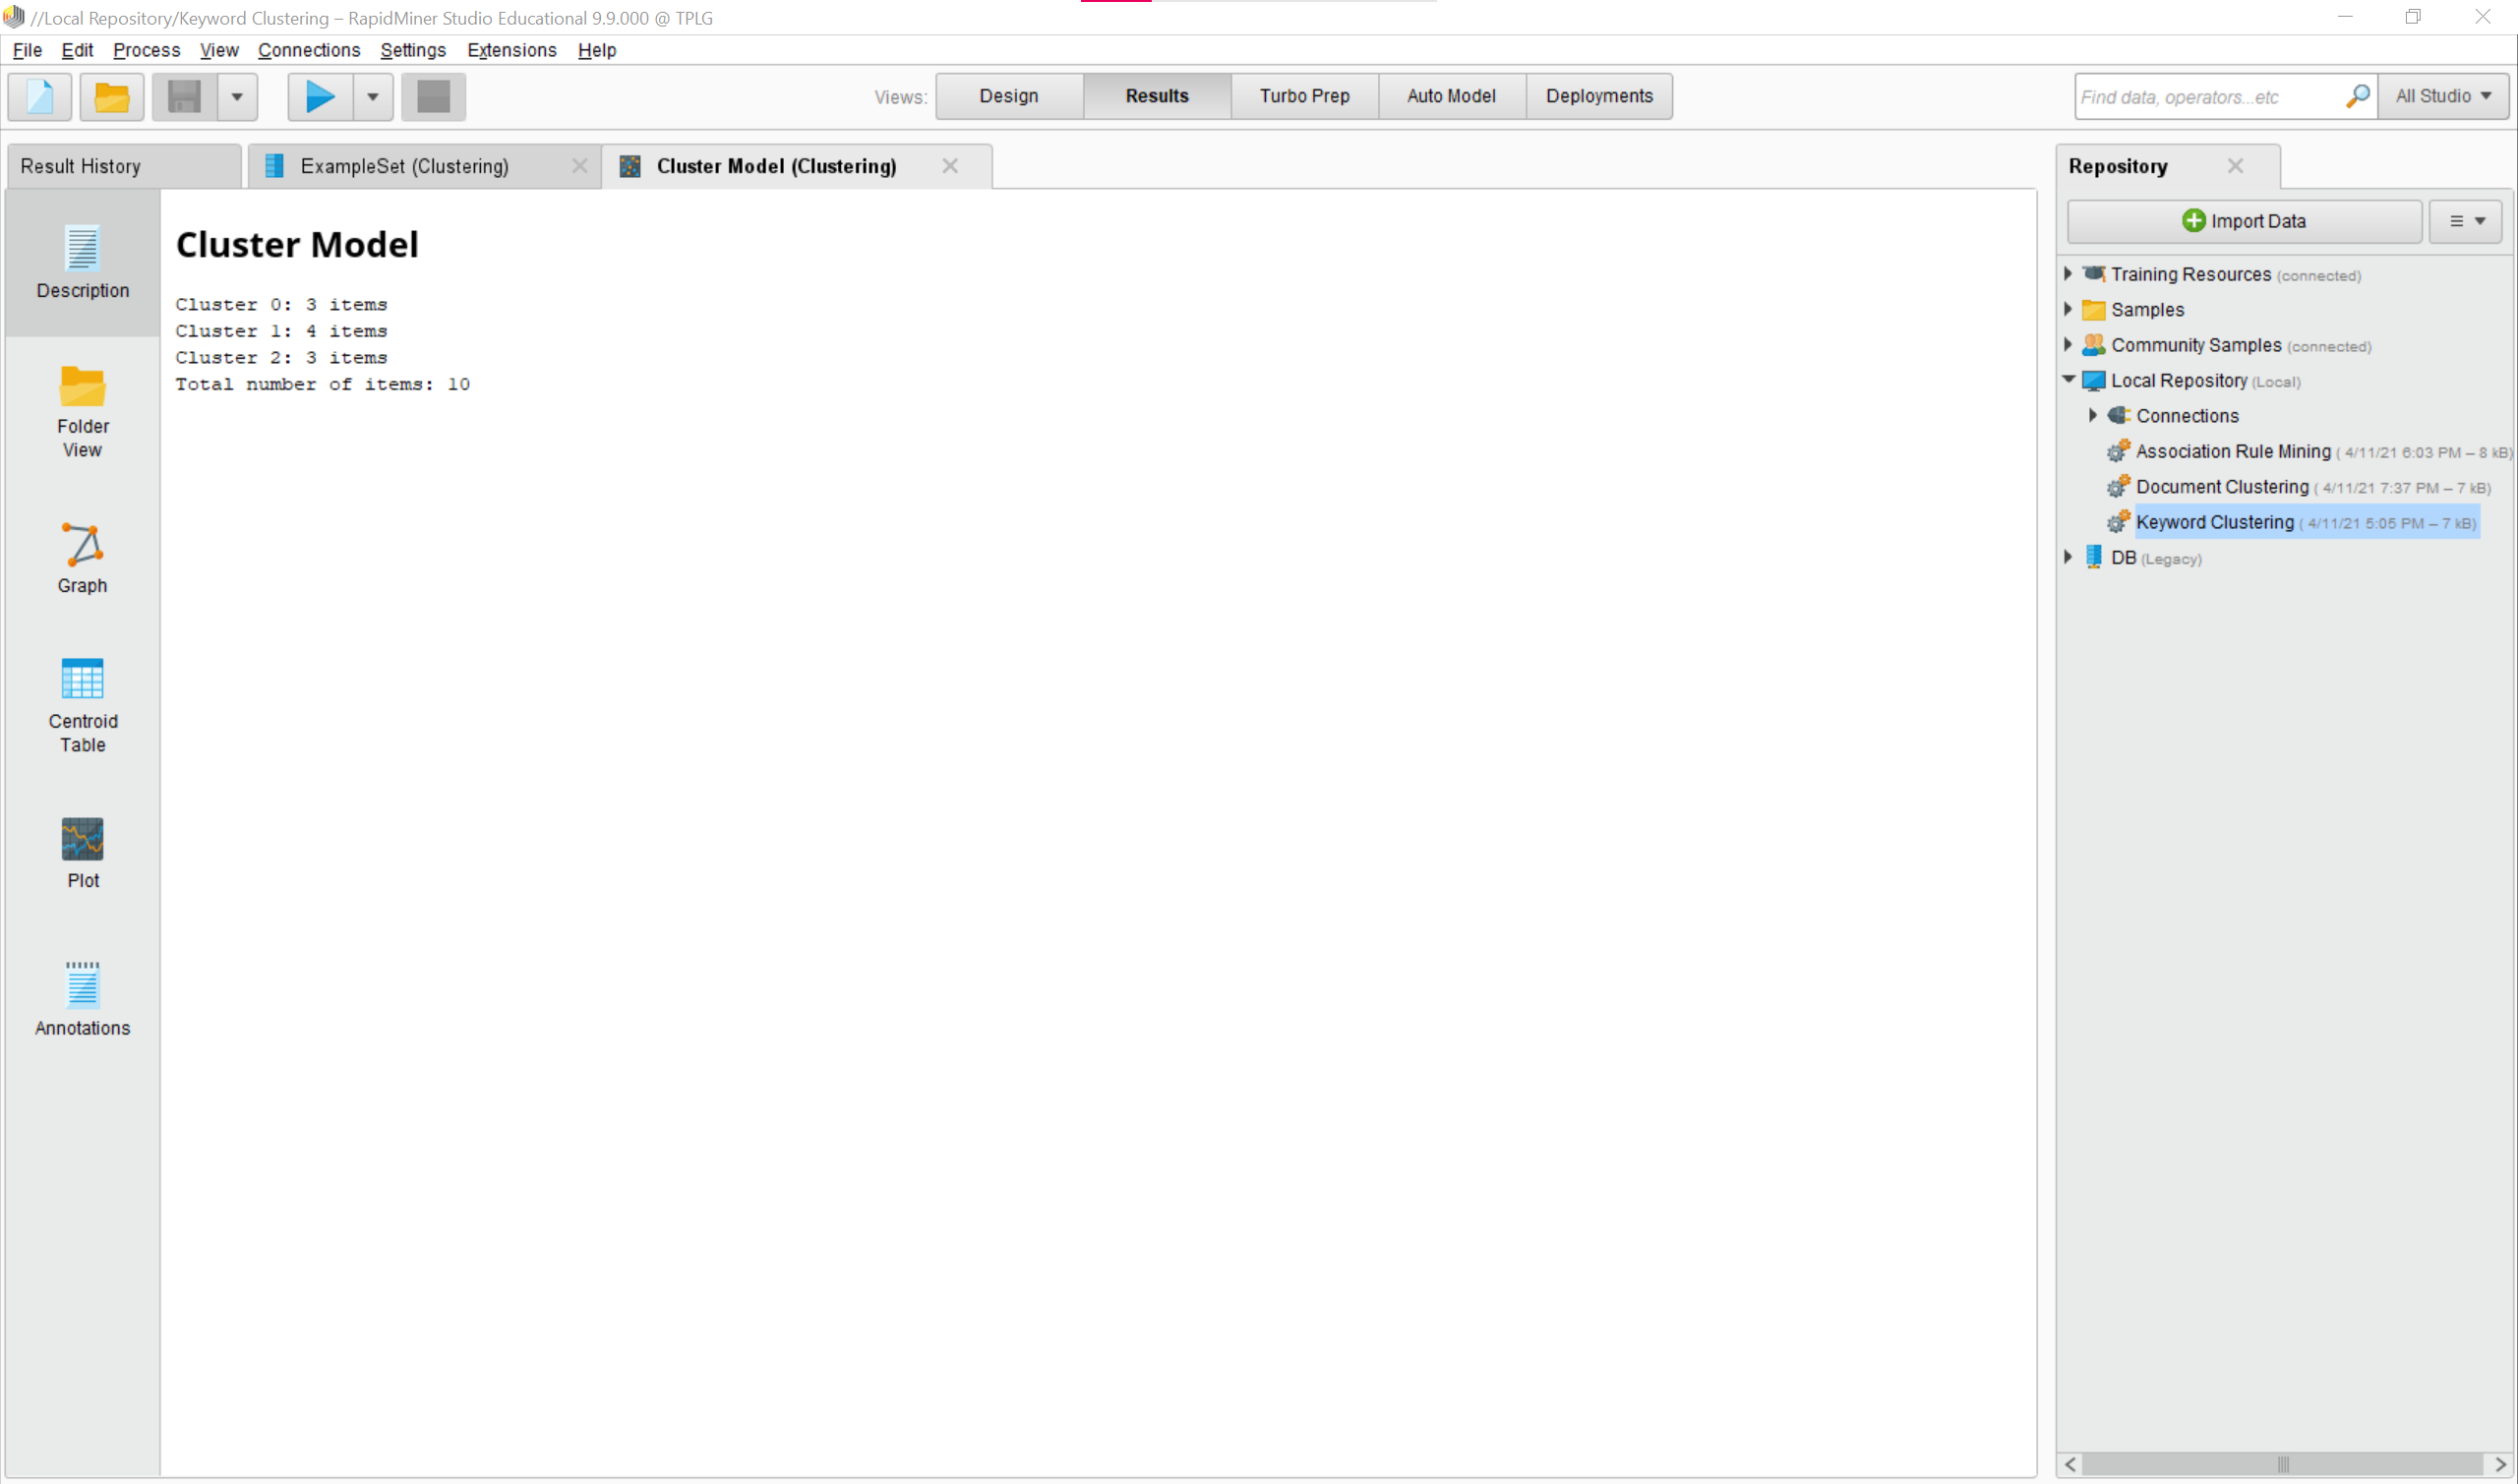 //Local Repository/Keyword Clustering – RapidMiner Studio Educational 9.9.000 @ TPLG
File Edit Process View Connections Settings Extensions Help
Views: Design Results Turbo Prep Auto Model Deployments
Find data, operators...etc All Studio
Result History ExampleSet (Clustering) Cluster Model (Clustering)
Description
Folder
View
Graph
Centroid
Table
Plot
Annotations
Cluster Model
Cluster 0: 3 items
Cluster 1: 4 items
Cluster 2: 3 items
Total number of items: 10
Repository
Import Data
Training Resources (connected)
Samples
Community Samples (connected)
Local Repository (Local)
Connections
Association Rule Mining ( 4/11/21 6:03 PM – 8 kB)
Document Clustering ( 4/11/21 7:37 PM – 7 kB)
Keyword Clustering ( 4/11/21 5:05 PM – 7 kB)
DB (Legacy)